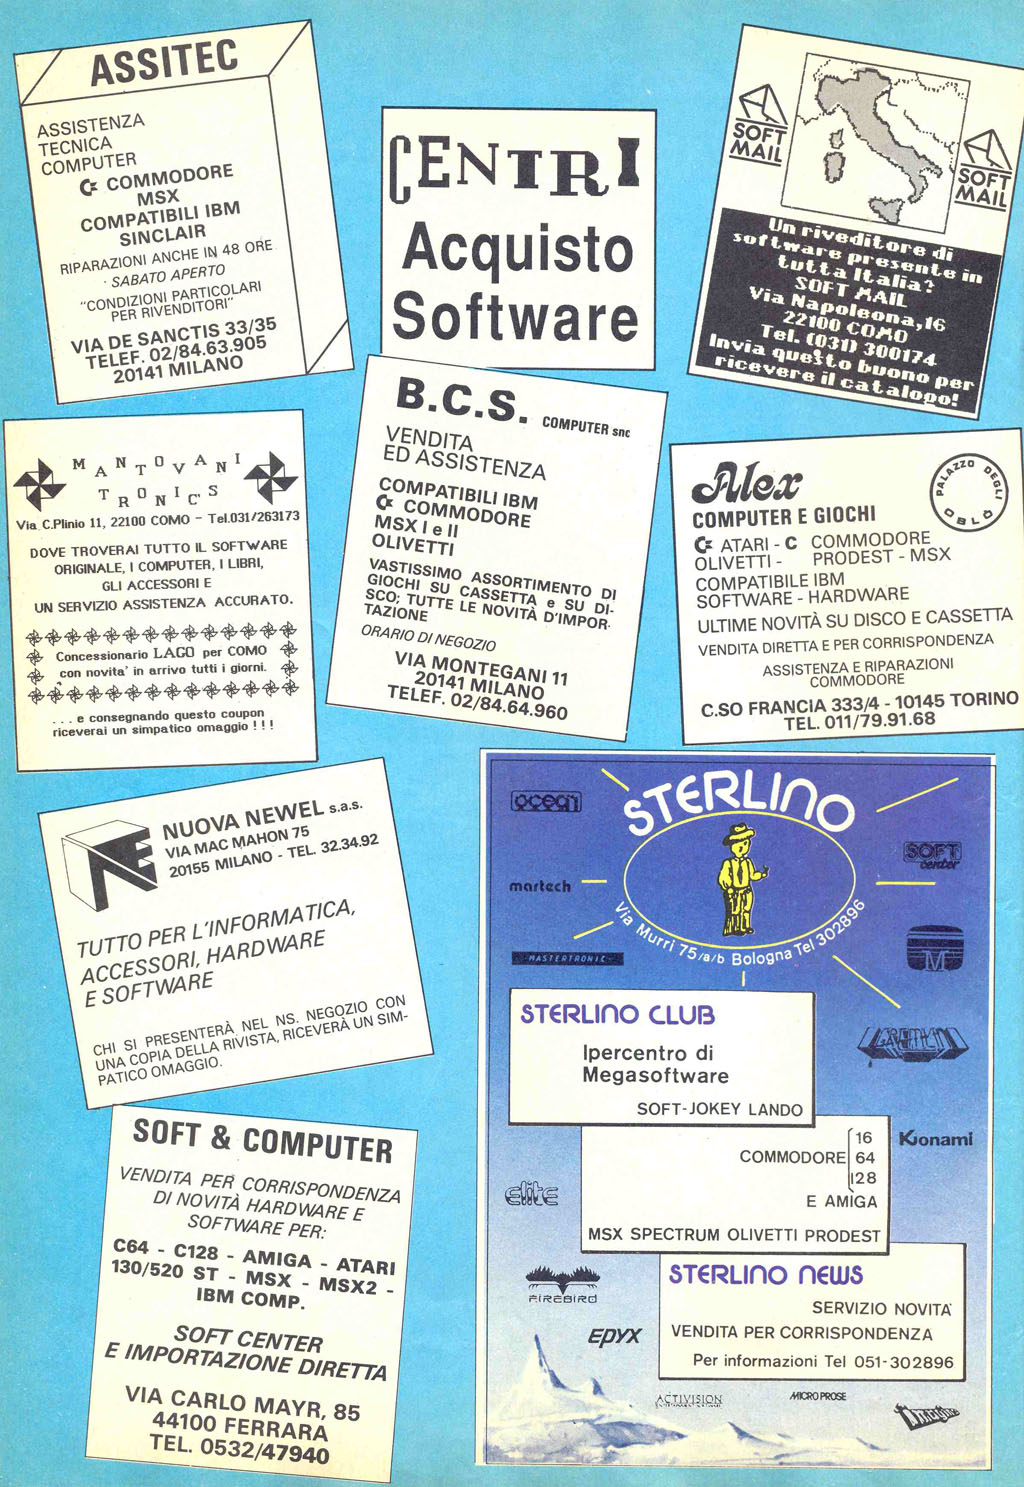 ASSITEC
ASSISTENZA
TECNICA
COMPUTER
COMMODORE
MSX
COMPATIBILI IBM
SINCLAIR
RIPARAZIONI ANCHE IN 48 ORE
SABATO APERTO
"CONDIZIONI PARTICOLARI
PER RIVENDITORI"
VIA DE SANCTIS 33/35
TELEF. 02/84.63.905
20141 MILANO
CENTRI
Acquisto
Software
SOFT
MAIL
SOFT
MAIL
Un riveditore di
software presente in
tutta Italia?
SOFT MAIL
Via Napoleona,16
22100 COMO
Tel. (031) 300174
Invia questo buono per
ricevere il catalogo!
MANTOVANI
TRONIC'S
Via C.Plinio 11, 22100 COMO - Tel.031/263173
DOVE TROVERAI TUTTO IL SOFTWARE
ORIGINALE, I COMPUTER, I LIBRI,
GLI ACCESSORI E
UN SERVIZIO ASSISTENZA ACCURATO.
Concessionario LAGO per COMO
con novita' in arrivo tutti i giorni.
... e consegnando questo coupon
riceverai un simpatico omaggio !!!
B.C.S. COMPUTER snc
VENDITA
ED ASSISTENZA
COMPATIBILI IBM
COMMODORE
MSX I e II
OLIVETTI
VASTISSIMO ASSORTIMENTO DI
GIOCHI SU CASSETTA e SU DI-
SCO; TUTTE LE NOVITÀ D'IMPOR-
TAZIONE
ORARIO DI NEGOZIO
VIA MONTEGANI 11
20141 MILANO
TELEF. 02/84.64.960
Alex
PALAZZO DEGLI
OBLÒ
COMPUTER E GIOCHI
ATARI - C COMMODORE
OLIVETTI - PRODEST - MSX
COMPATIBILE IBM
SOFTWARE - HARDWARE
ULTIME NOVITÀ SU DISCO E CASSETTA
VENDITA DIRETTA E PER CORRISPONDENZA
ASSISTENZA E RIPARAZIONI
COMMODORE
C.SO FRANCIA 333/4 - 10145 TORINO
TEL. 011/79.91.68
NUOVA NEWEL s.a.s.
VIA MAC MAHON 75
20155 MILANO - TEL. 32.34.92
TUTTO PER L'INFORMATICA,
ACCESSORI, HARDWARE
E SOFTWARE
CHI SI PRESENTERÀ NEL NS. NEGOZIO CON
UNA COPIA DELLA RIVISTA, RICEVERÀ UN SIM-
PATICO OMAGGIO.
SOFT & COMPUTER
VENDITA PER CORRISPONDENZA
DI NOVITÀ HARDWARE E
SOFTWARE PER:
C64 - C128 - AMIGA - ATARI
130/520 ST - MSX - MSX2 -
IBM COMP.
SOFT CENTER
E IMPORTAZIONE DIRETTA
VIA CARLO MAYR, 85
44100 FERRARA
TEL. 0532/47940
STERLINO
ocean
SOFT
center
martech
Via Murri 75/a/b Bologna Tel 302896
MASTERTRONIC
M
GREMLIN
STERLINO CLUB
Ipercentro di
Megasoftware
SOFT-JOKEY LANDO
Konami
elite
COMMODORE
16
64
128
E AMIGA
MSX SPECTRUM OLIVETTI PRODEST
FIREBIRD
EPYX
STERLINO NEWS
SERVIZIO NOVITA'
VENDITA PER CORRISPONDENZA
Per informazioni Tel 051-302896
ACTIVISION
MICRO PROSE
Imagine